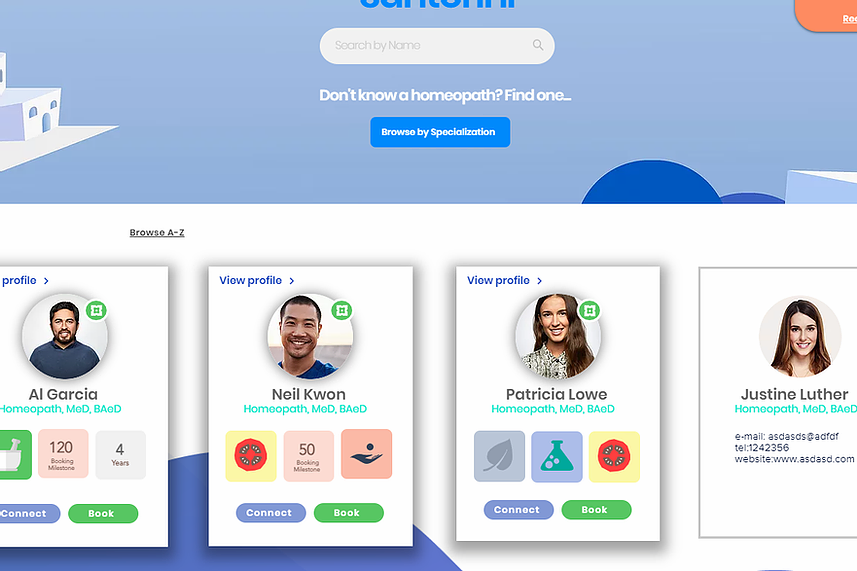 Search by Name
Don't know a homeopath? Find one...
Browse by Specialization
Browse A-Z
profile >
Al Garcia
Homeopath, MeD, BAeD
120
Booking
Milestone
4
Years
Connect
Book
View profile >
Neil Kwon
Homeopath, MeD, BAeD
50
Booking
Milestone
Connect
Book
View profile >
Patricia Lowe
Homeopath, MeD, BAeD
Connect
Book
Justine Luther
Homeopath, MeD, BAeD
e-mail: asdasds@adfdf
tel:1242356
website:www.asdasd.com